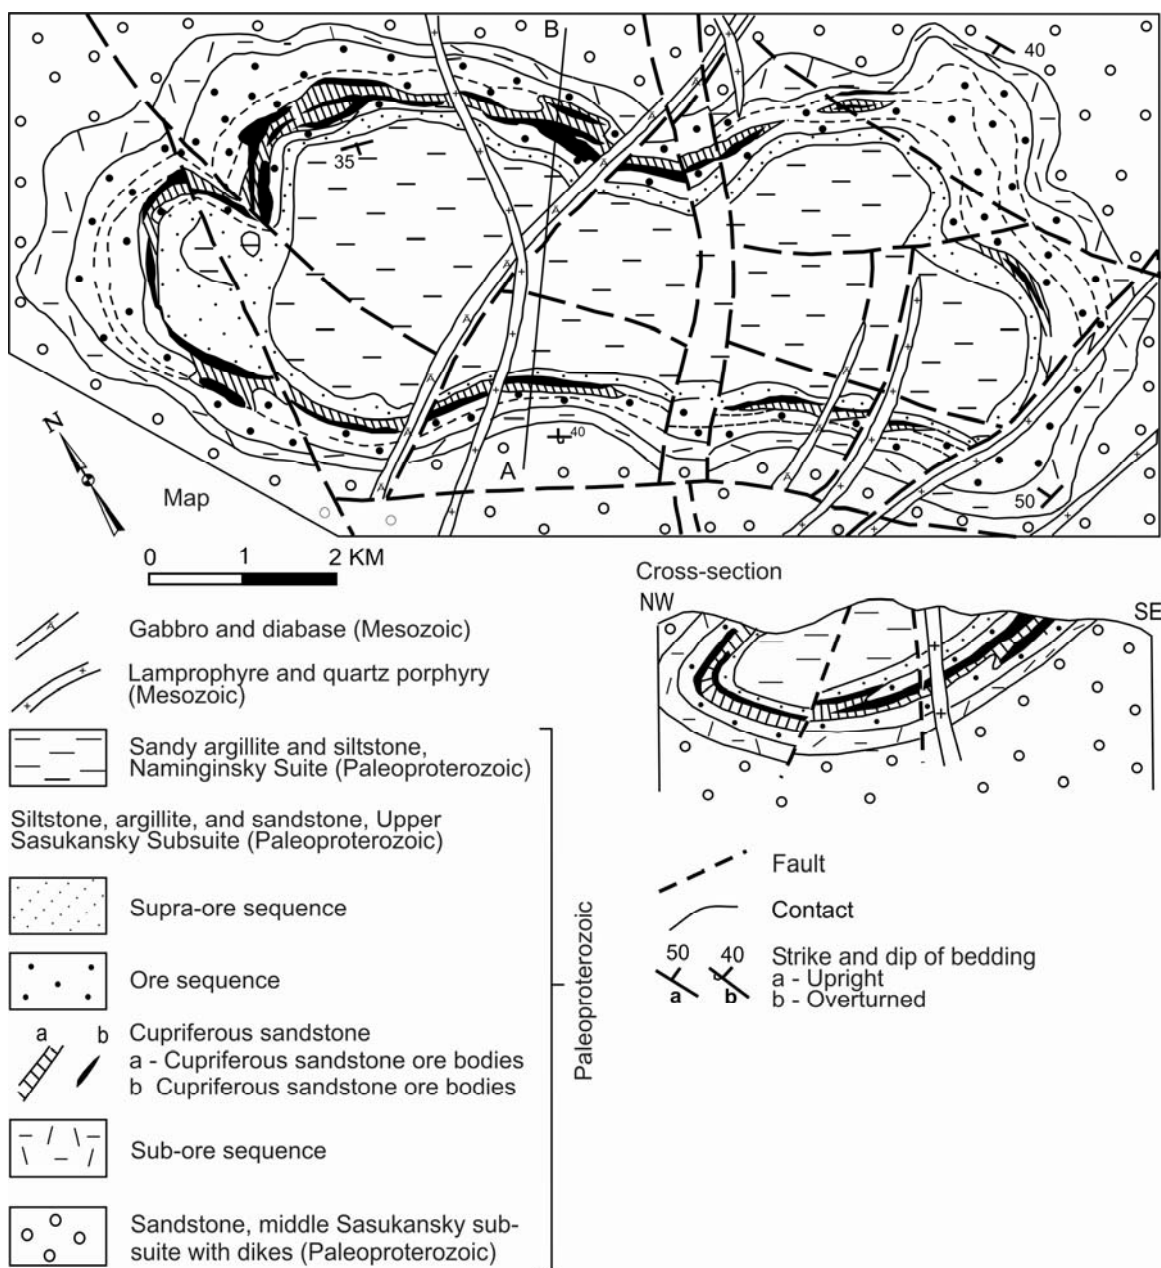 B
40
35
N
40
A
Map
50
0 1 2 KM
Cross-section
NW
SE
Gabbro and diabase (Mesozoic)
Lamprophyre and quartz porphyry
(Mesozoic)
Sandy argillite and siltstone,
Naminginsky Suite (Paleoproterozoic)
Siltstone, argillite, and sandstone, Upper
Sasukansky Subsuite (Paleoproterozoic)
Supra-ore sequence
Ore sequence
a b Cupriferous sandstone
a - Cupriferous sandstone ore bodies
b Cupriferous sandstone ore bodies
Sub-ore sequence
Sandstone, middle Sasukansky sub-
suite with dikes (Paleoproterozoic)
Paleoproterozoic
Fault
Contact
50 40 Strike and dip of bedding
a b a - Upright
b - Overturned